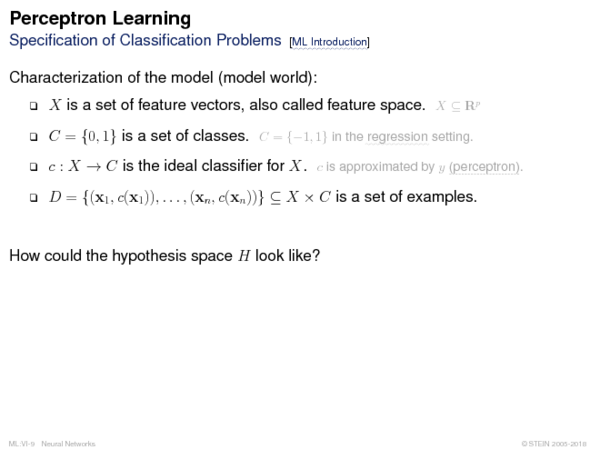 Perceptron Learning
Specification of Classification Problems [ML Introduction]
Characterization of the model (model world):
❑ X is a set of feature vectors, also called feature space. X ⊆ Rᵖ
❑ C = {0, 1} is a set of classes. C = {−1, 1} in the regression setting.
❑ c : X → C is the ideal classifier for X. c is approximated by y (perceptron).
❑ D = {(x₁, c(x₁)), . . . , (xₙ, c(xₙ))} ⊆ X × C is a set of examples.
How could the hypothesis space H look like?
ML:VI-9 Neural Networks © STEIN 2005-2018